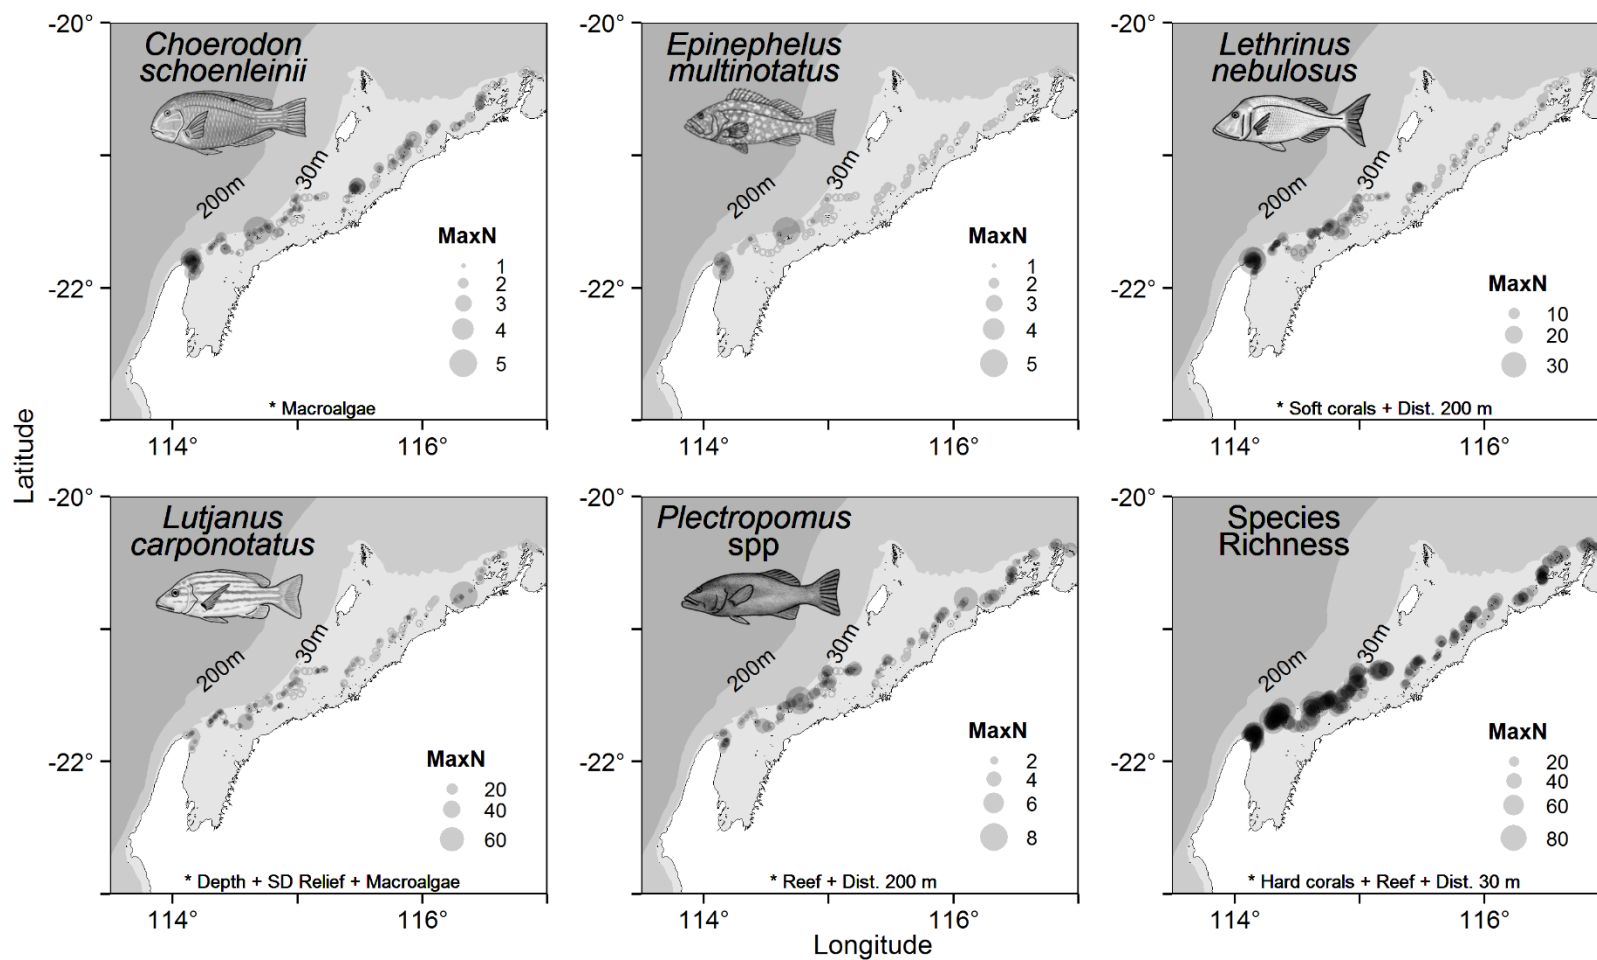 -20°
Choerodon
schoenleinii
200m
30m
MaxN
1
2
3
4
5
-22°
* Macroalgae
114°
116°
-20°
Epinephelus
multinotatus
200m
30m
MaxN
1
2
3
4
5
-22°
114°
116°
-20°
Lethrinus
nebulosus
200m
30m
MaxN
10
20
30
-22°
* Soft corals + Dist. 200 m
114°
116°
Latitude
-20°
Lutjanus
carponotatus
200m
30m
MaxN
20
40
60
-22°
* Depth + SD Relief + Macroalgae
114°
116°
-20°
Plectropomus
spp
200m
30m
MaxN
2
4
6
8
-22°
* Reef + Dist. 200 m
114°
116°
-20°
Species
Richness
200m
30m
MaxN
20
40
60
80
-22°
* Hard corals + Reef + Dist. 30 m
114°
116°
Longitude